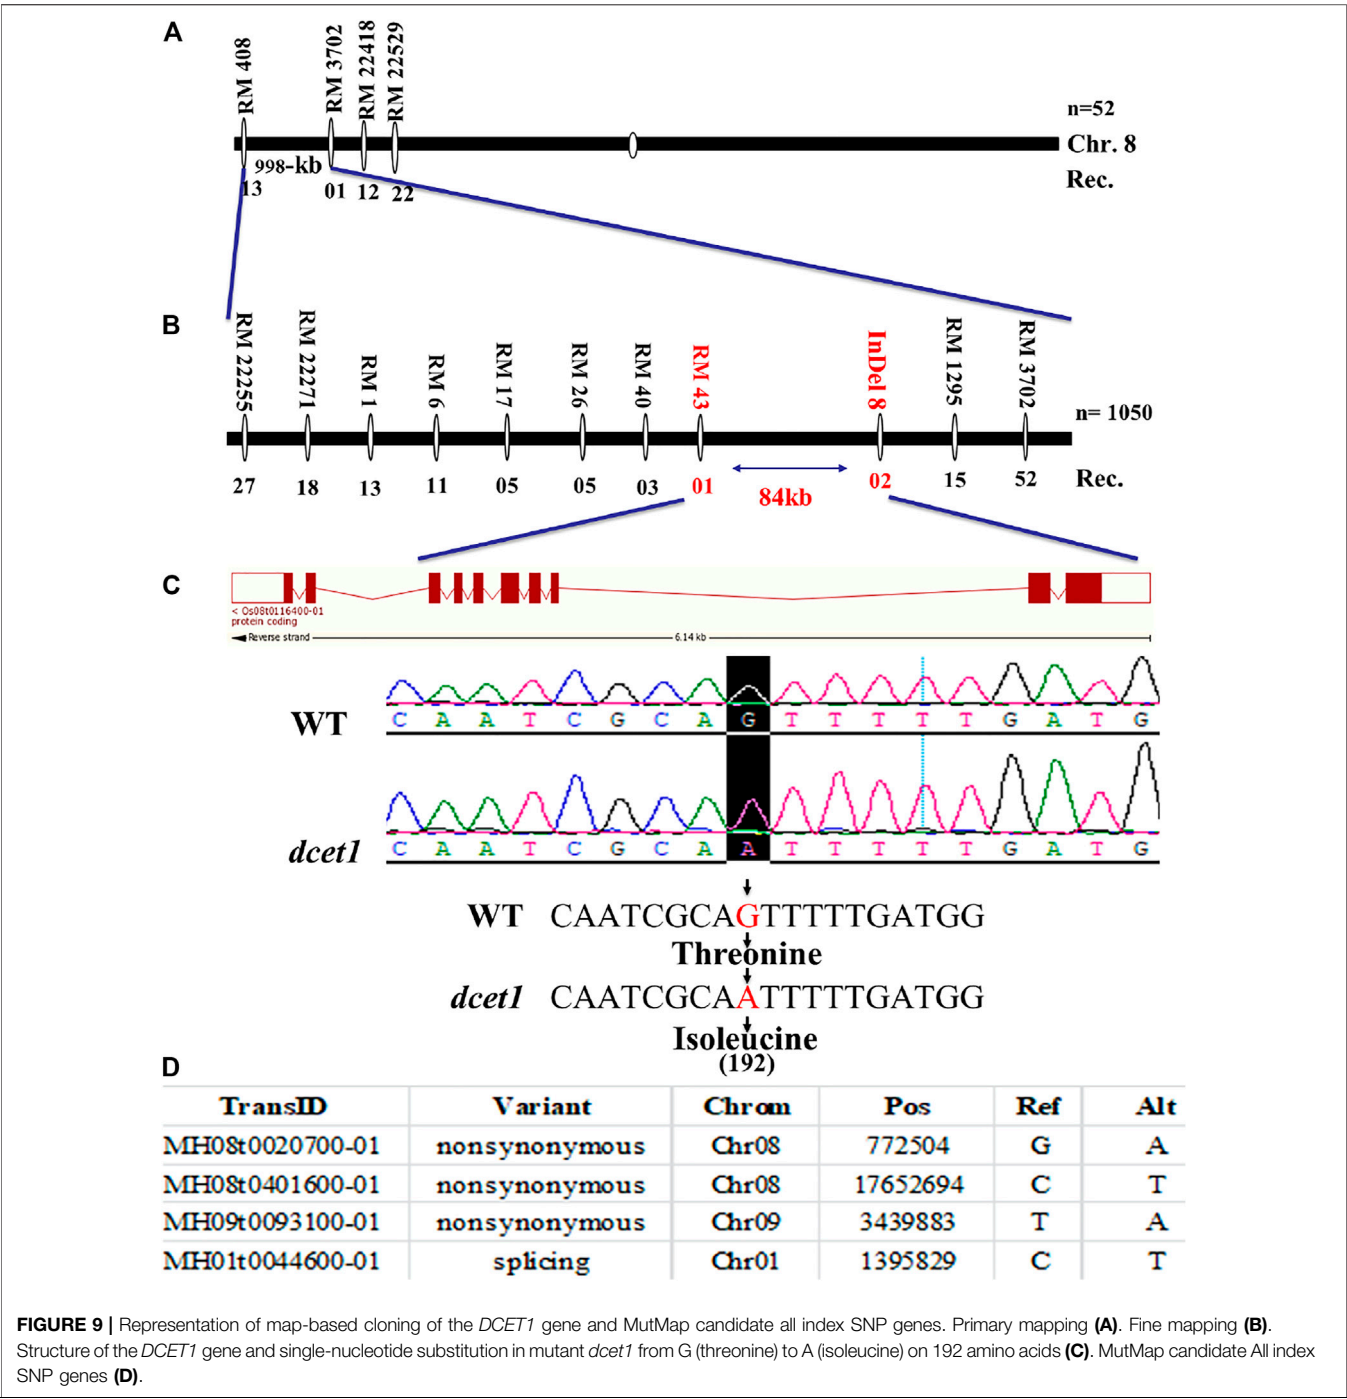 A
RM 408
RM 3702
RM 22418
RM 22529
n=52
Chr. 8
Rec.
998-kb
13
01
12
22
B
RM 22255
RM 22271
RM 1
RM 6
RM 17
RM 26
RM 40
RM 43
InDel 8
RM 1295
RM 3702
n= 1050
27
18
13
11
05
05
03
01
02
15
52
Rec.
84kb
C
< Os08t0116400-01
protein coding
Reverse strand
6.14 kb
WT
C A A T C G C A G T T T T T G A T G
dcet1
C A A T C G C A A T T T T T G A T G
WT CAATCGCAGTTTTTGATGG
Threonine
dcet1 CAATCGCAATTTTTGATGG
Isoleucine
(192)
D
TransID Variant Chrom Pos Ref Alt
MH08t0020700-01 nonsynonymous Chr08 772504 G A
MH08t0401600-01 nonsynonymous Chr08 17652694 C T
MH09t0093100-01 nonsynonymous Chr09 3439883 T A
MH01t0044600-01 splicing Chr01 1395829 C T
FIGURE 9 | Representation of map-based cloning of the DCET1 gene and MutMap candidate all index SNP genes. Primary mapping (A). Fine mapping (B).
Structure of the DCET1 gene and single-nucleotide substitution in mutant dcet1 from G (threonine) to A (isoleucine) on 192 amino acids (C). MutMap candidate All index
SNP genes (D).